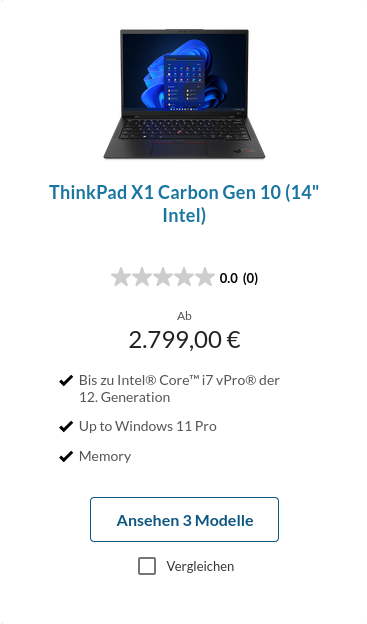 ThinkPad X1 Carbon Gen 10 (14"
Intel)
0.0 (0)
Ab
2.799,00 €
Bis zu Intel® Core™ i7 vPro® der
12. Generation
Up to Windows 11 Pro
Memory
Ansehen 3 Modelle
Vergleichen